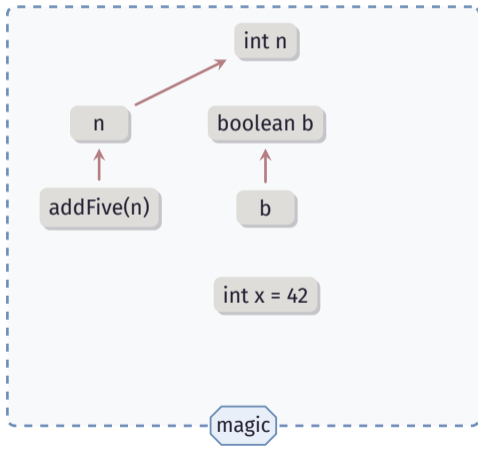 int n
n
boolean b
addFive(n)
b
int x = 42
magic